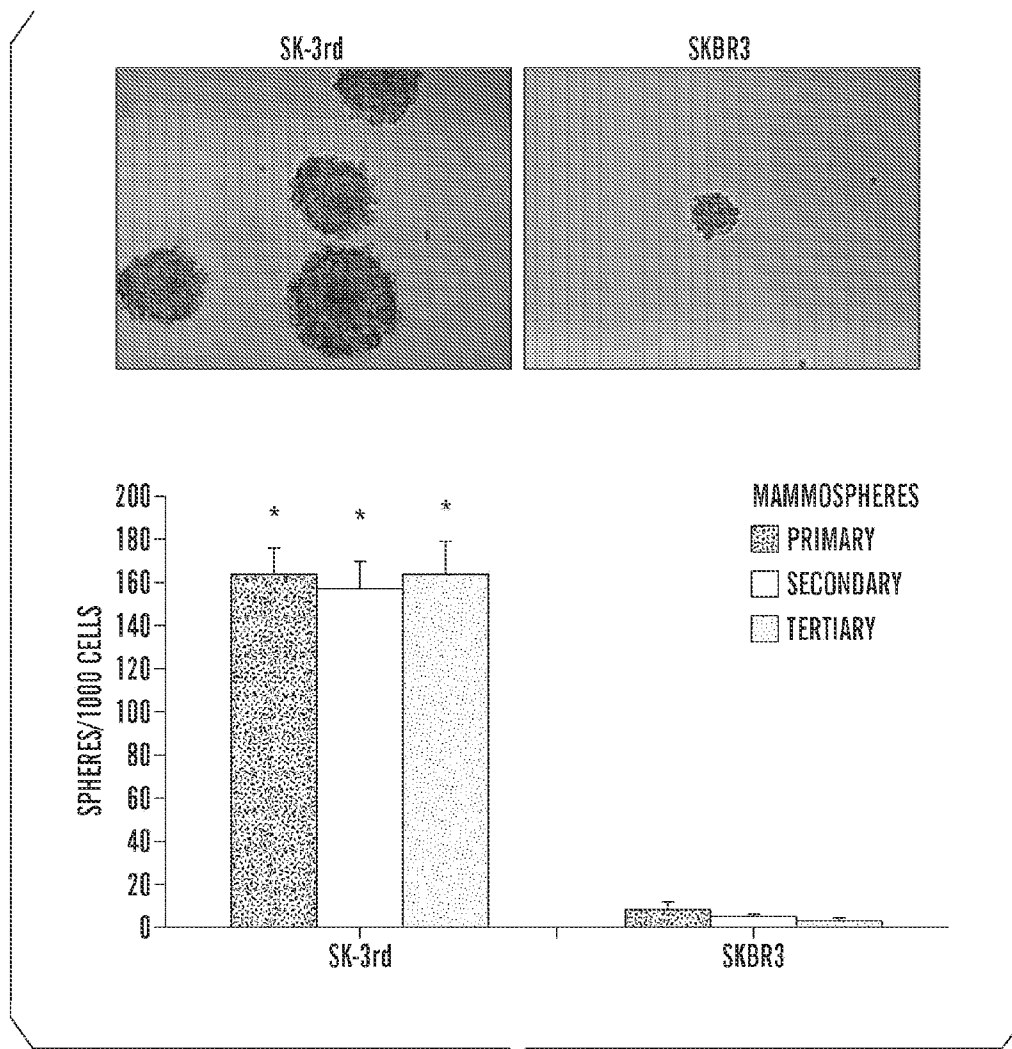 SK-3rd
SKBR3
200
180
160
140
120
100
80
60
40
20
0
SPHERES/1000 CELLS
* * *
MAMMOSPHERES
PRIMARY
SECONDARY
TERTIARY
SK-3rd
SKBR3